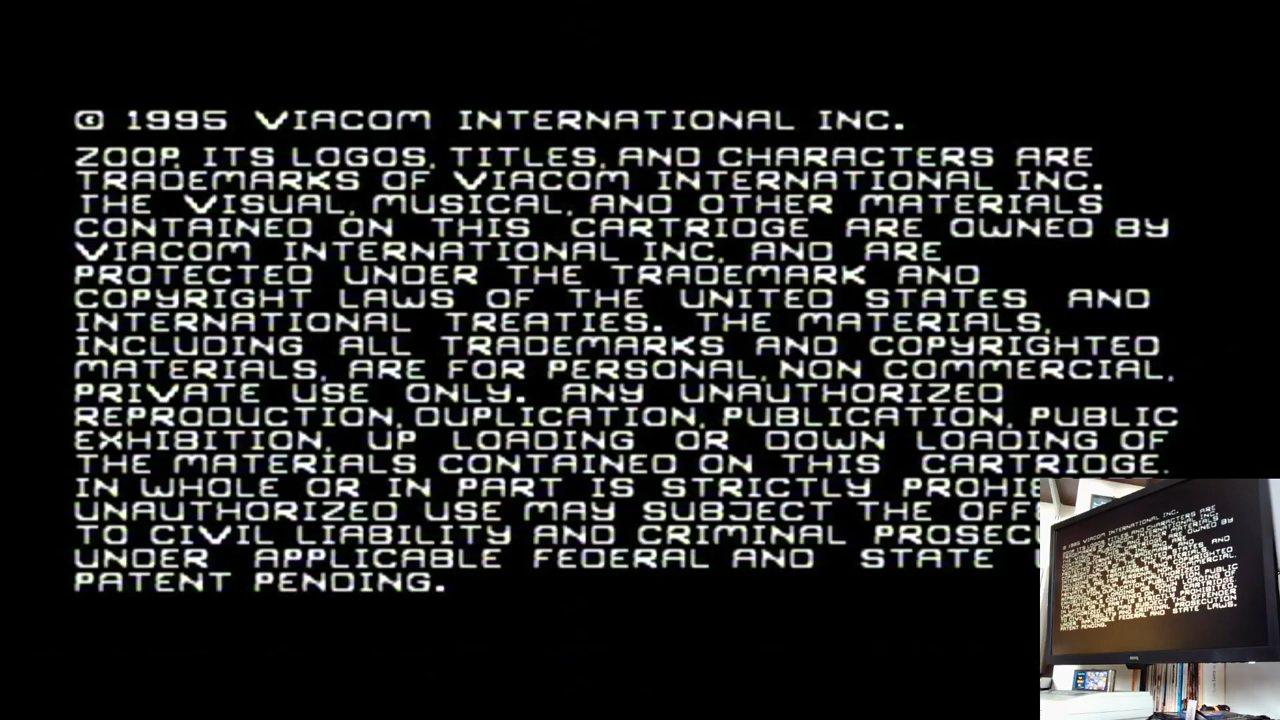 © 1995 VIACOM INTERNATIONAL INC.
ZOOP, ITS LOGOS, TITLES, AND CHARACTERS ARE
TRADEMARKS OF VIACOM INTERNATIONAL INC.
THE VISUAL, MUSICAL, AND OTHER MATERIALS
CONTAINED ON THIS CARTRIDGE ARE OWNED BY
VIACOM INTERNATIONAL INC, AND ARE
PROTECTED UNDER THE TRADEMARK AND
COPYRIGHT LAWS OF THE UNITED STATES AND
INTERNATIONAL TREATIES. THE MATERIALS,
INCLUDING ALL TRADEMARKS AND COPYRIGHTED
MATERIALS, ARE FOR PERSONAL, NON COMMERCIAL,
PRIVATE USE ONLY. ANY UNAUTHORIZED
REPRODUCTION, DUPLICATION, PUBLICATION, PUBLIC
EXHIBITION, UP LOADING OR DOWN LOADING OF
THE MATERIALS CONTAINED ON THIS CARTRIDGE,
IN WHOLE OR IN PART IS STRICTLY PROHIB
UNAUTHORIZED USE MAY SUBJECT THE OFFE
TO CIVIL LIABILITY AND CRIMINAL PROSEC
UNDER APPLICABLE FEDERAL AND STATE
PATENT PENDING.